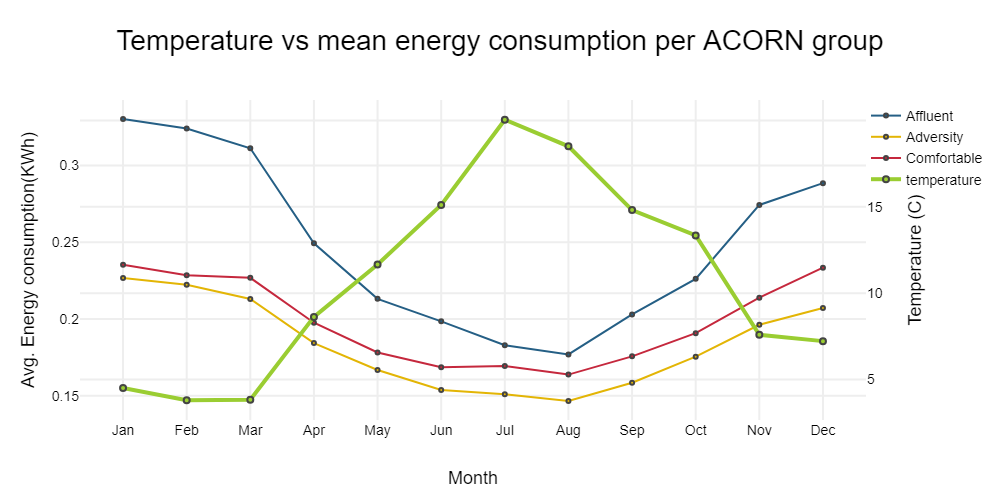 Temperature vs mean energy consumption per ACORN group
Avg. Energy consumption(KWh)
0.3
0.25
0.2
0.15
Jan Feb Mar Apr May Jun Jul Aug Sep Oct Nov Dec
Month
15
10
5
Temperature (C)
Affluent
Adversity
Comfortable
temperature